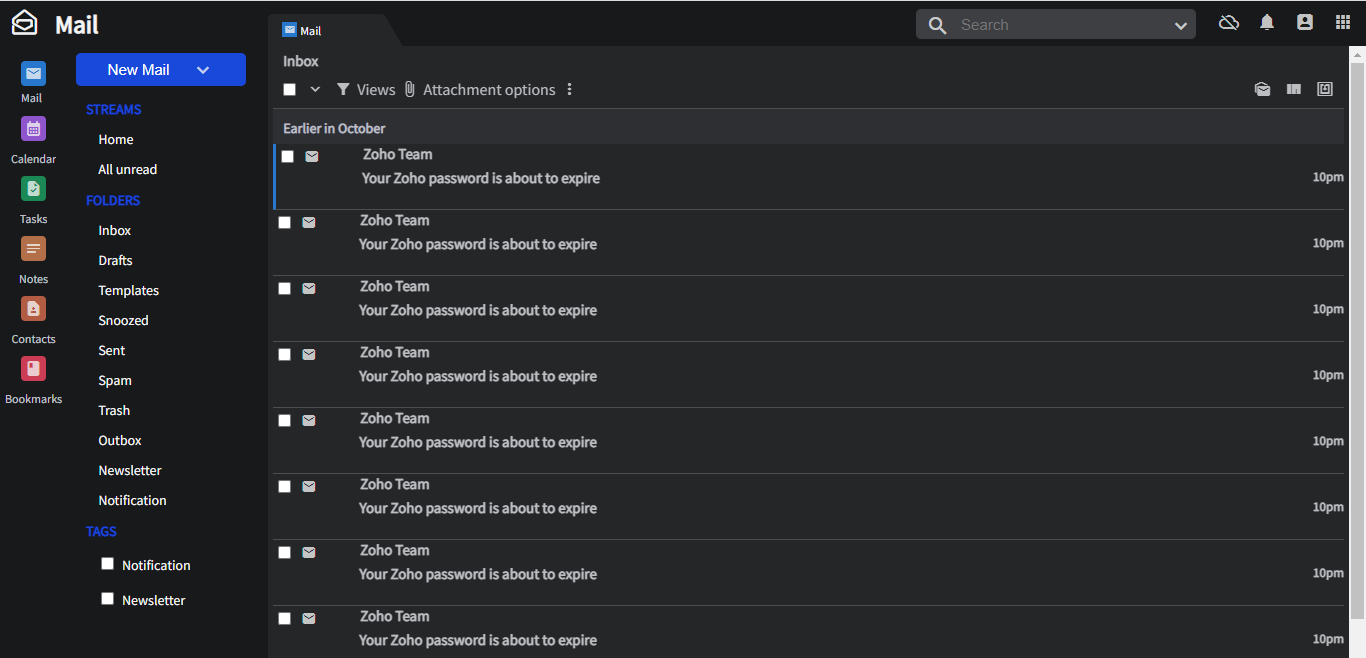 Mail
Mail
Search
New Mail
Mail
Calendar
Tasks
Notes
Contacts
Bookmarks
STREAMS
Home
All unread
FOLDERS
Inbox
Drafts
Templates
Snoozed
Sent
Spam
Trash
Outbox
Newsletter
Notification
TAGS
Notification
Newsletter
Inbox
Views Attachment options
Earlier in October
Zoho Team
Your Zoho password is about to expire 10pm
Zoho Team
Your Zoho password is about to expire 10pm
Zoho Team
Your Zoho password is about to expire 10pm
Zoho Team
Your Zoho password is about to expire 10pm
Zoho Team
Your Zoho password is about to expire 10pm
Zoho Team
Your Zoho password is about to expire 10pm
Zoho Team
Your Zoho password is about to expire 10pm
Zoho Team
Your Zoho password is about to expire 10pm